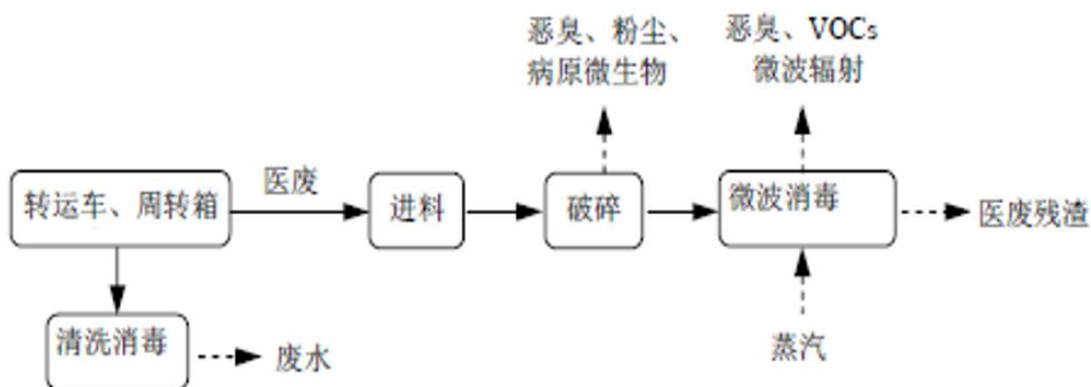 恶臭、粉尘、
病原微生物
恶臭、VOCs
微波辐射
转运车、周转箱
医废
进料
破碎
微波消毒
医废残渣
清洗消毒
废水
蒸汽